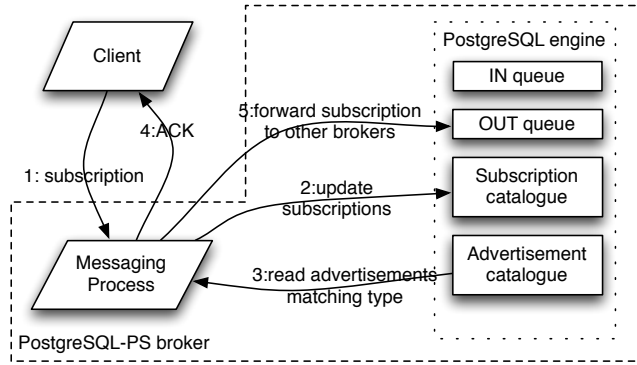 Client
PostgreSQL engine
IN queue
OUT queue
5:forward subscription
to other brokers
4:ACK
1: subscription
2:update
subscriptions
Subscription
catalogue
Messaging
Process
3:read advertisements
matching type
Advertisement
catalogue
PostgreSQL-PS broker